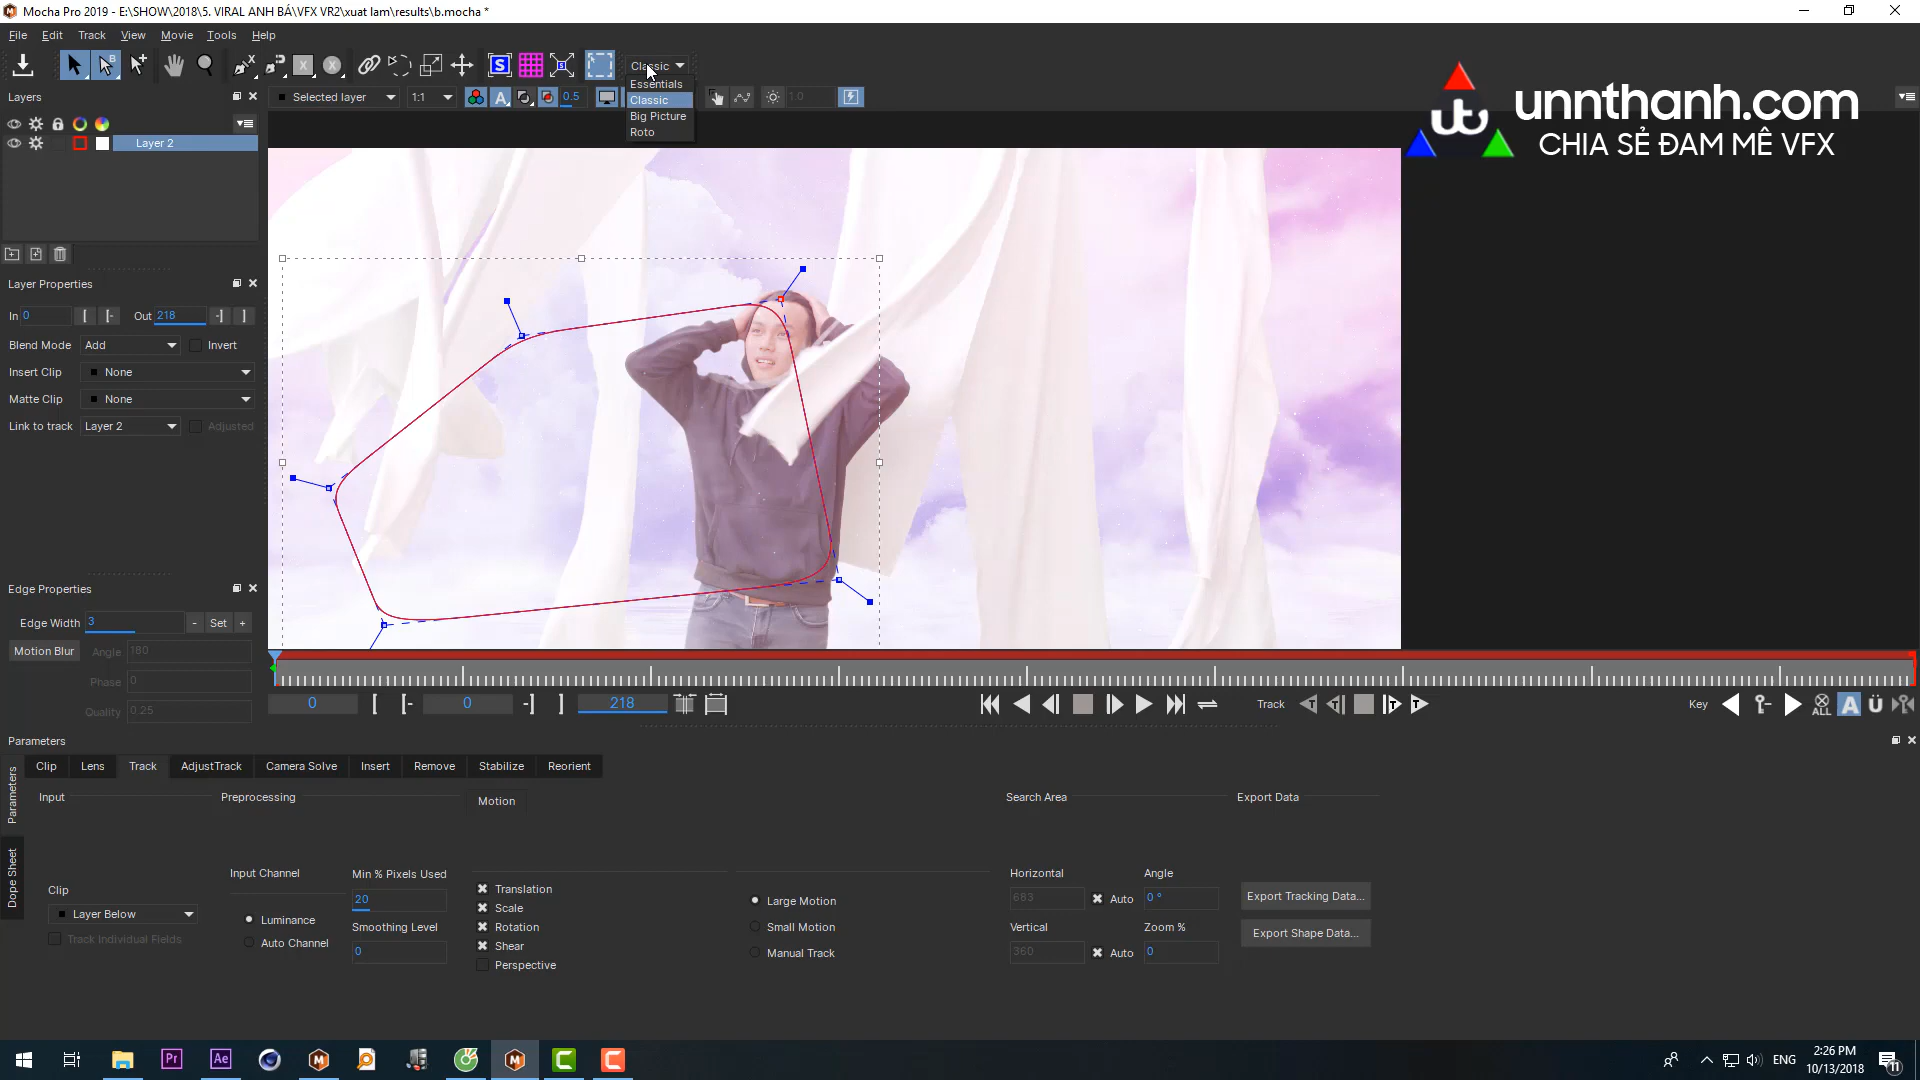 Mocha Pro 2019 - E:\SHOW\2018\5. VIRAL ANH BÁ\VFX VR2\xuat lam\results\b.mocha *
File Edit Track View Movie Tools Help
Classic
Essentials
Classic
Big Picture
Roto
Layers
Selected layer 1:1 A 0.5 1.0
Layer 2
unnthanh.com
CHIA SẺ ĐAM MÊ VFX
Layer Properties
In 0 Out 218
Blend Mode Add Invert
Insert Clip None
Matte Clip None
Link to track Layer 2 Adjusted
Edge Properties
Edge Width 3 - Set +
Motion Blur Angle 180
Phase 0
Quality 0.25
0 0 218 Track Key ALL A Ü
Parameters
Parameters
Dope Sheet
Clip Lens Track AdjustTrack Camera Solve Insert Remove Stabilize Reorient
Input Preprocessing Motion Search Area Export Data
Clip
Layer Below
Track Individual Fields
Input Channel
Luminance
Auto Channel
Min % Pixels Used
20
Smoothing Level
0
Translation
Scale
Rotation
Shear
Perspective
Large Motion
Small Motion
Manual Track
Horizontal Angle
683 Auto 0 °
Vertical Zoom %
360 Auto 0
Export Tracking Data...
Export Shape Data...
Pr Ae
ENG
2:26 PM
10/13/2018
11